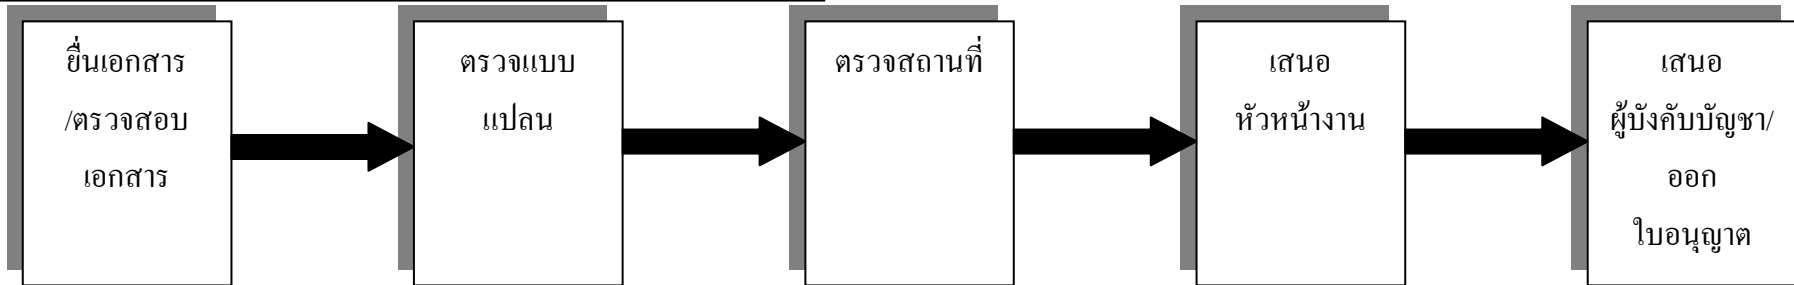 ยื่นเอกสาร
/ตรวจสอบ
เอกสาร
ตรวจแบบ
แปลน
ตรวจสถานที่
เสนอ
หัวหน้างาน
เสนอ
ผู้บังคับบัญชา/
ออก
ใบอนุญาต